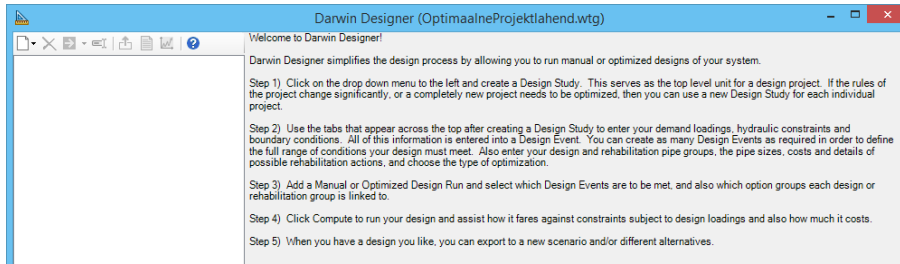 Darwin Designer (OptimaalneProjektlahend.wtg)
Welcome to Darwin Designer!
Darwin Designer simplifies the design process by allowing you to run manual or optimized designs of your system.
Step 1)  Click on the drop down menu to the left and create a Design Study.  This serves as the top level unit for a design project.  If the rules of
the project change significantly, or a completely new project needs to be optimized, then you can use a new Design Study for each individual
project.
Step 2)  Use the tabs that appear across the top after creating a Design Study to enter your demand loadings, hydraulic constraints and
boundary conditions.  All of this information is entered into a Design Event.  You can create as many Design Events as required in order to define
the full range of conditions your design must meet.  Also enter your design and rehabilitation pipe groups, the pipe sizes, costs and details of
possible rehabilitation actions, and choose the type of optimization.
Step 3)  Add a Manual or Optimized Design Run and select which Design Events are to be met, and also which option groups each design or
rehabilitation group is linked to.
Step 4)  Click Compute to run your design and assist how it fares against constraints subject to design loadings and also how much it costs.
Step 5)  When you have a design you like, you can export to a new scenario and/or different alternatives.